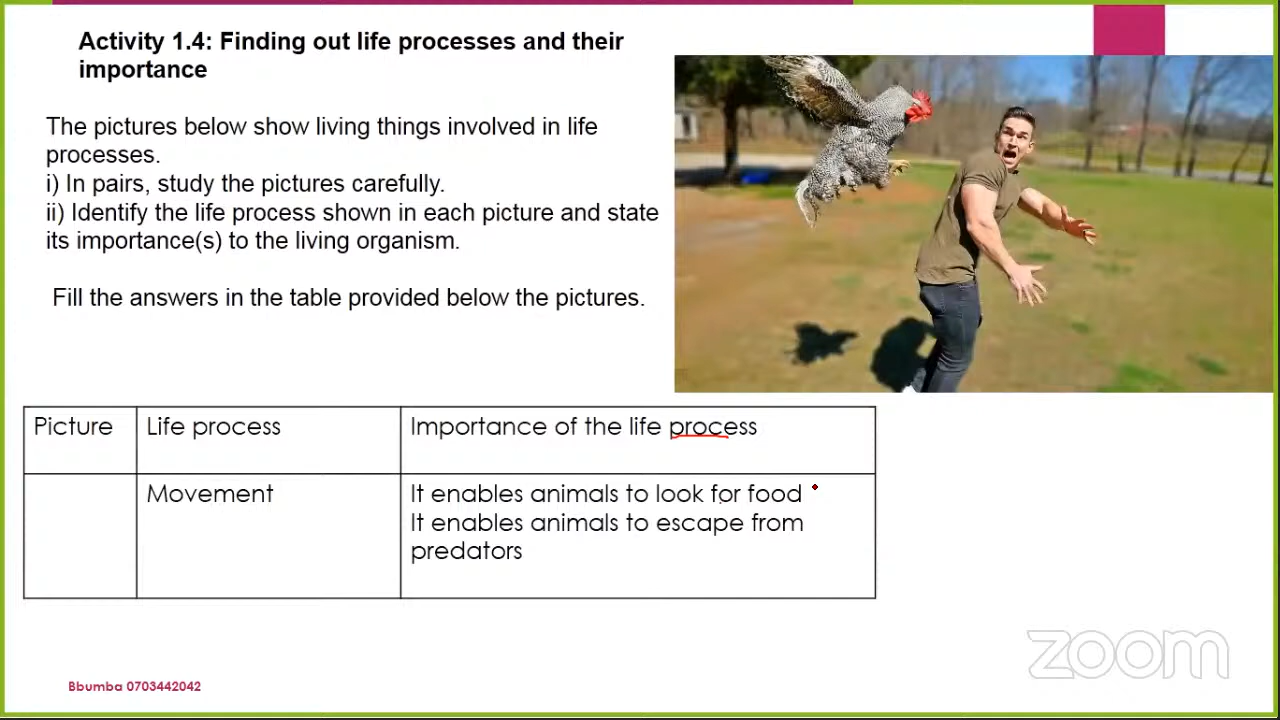 Activity 1.4: Finding out life processes and their
importance
The pictures below show living things involved in life
processes.
i) In pairs, study the pictures carefully.
ii) Identify the life process shown in each picture and state
its importance(s) to the living organism.
Fill the answers in the table provided below the pictures.
Picture
Life process
Importance of the life process
Movement
It enables animals to look for food
It enables animals to escape from
predators
zoom
Bbumba 0703442042